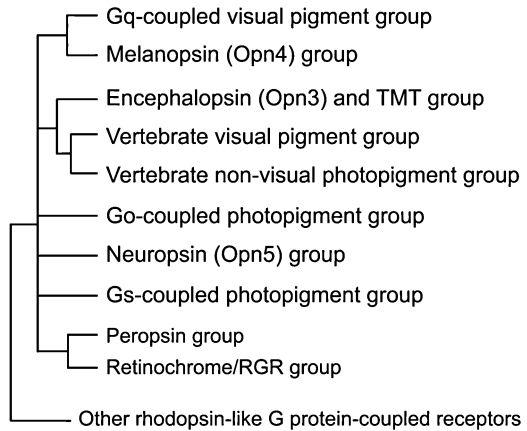 Gq-coupled visual pigment group
Melanopsin (Opn4) group
Encephalopsin (Opn3) and TMT group
Vertebrate visual pigment group
Vertebrate non-visual photopigment group
Go-coupled photopigment group
Neuropsin (Opn5) group
Gs-coupled photopigment group
Peropsin group
Retinochrome/RGR group
Other rhodopsin-like G protein-coupled receptors